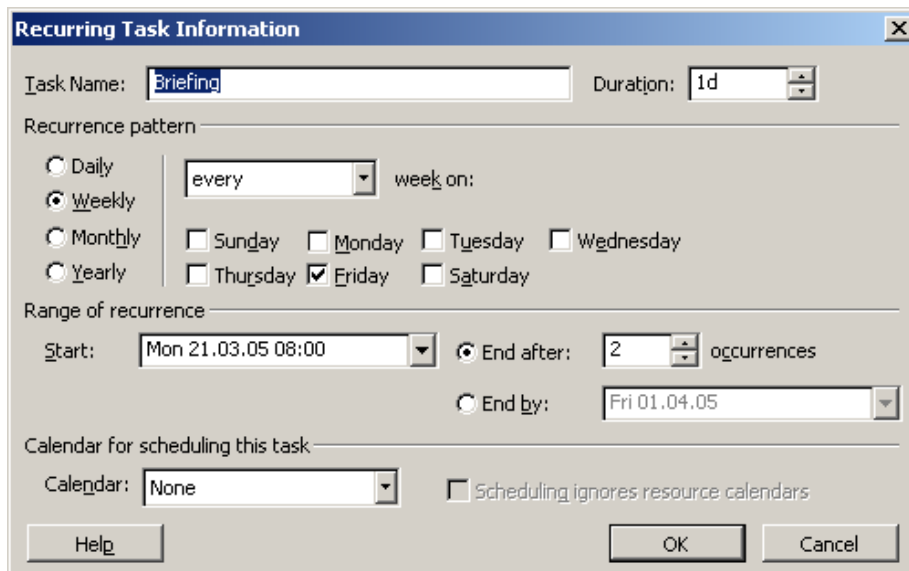 Recurring Task Information
Task Name: Briefing Duration: 1d
Recurrence pattern
Daily
every week on:
Weekly
Monthly Sunday Monday Tuesday Wednesday
Yearly Thursday Friday Saturday
Range of recurrence
Start: Mon 21.03.05 08:00 End after: 2 occurrences
End by: Fri 01.04.05
Calendar for scheduling this task
Calendar: None Scheduling ignores resource calendars
Help OK Cancel